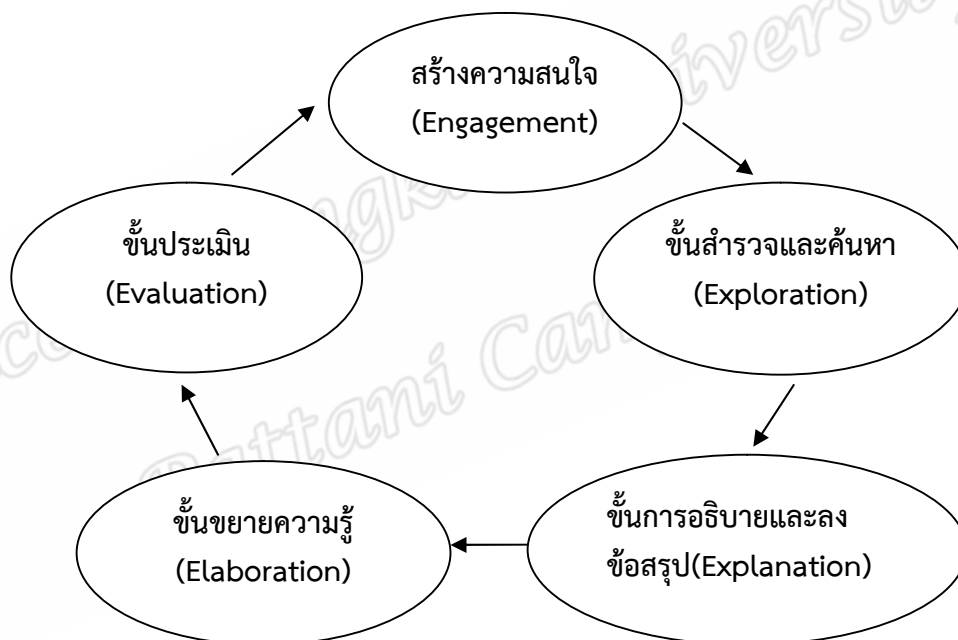 สร้างความสนใจ
(Engagement)
ขั้นสำรวจและค้นหา
(Exploration)
ขั้นการอธิบายและลง
ข้อสรุป(Explanation)
ขั้นขยายความรู้
(Elaboration)
ขั้นประเมิน
(Evaluation)
Pattani Cam